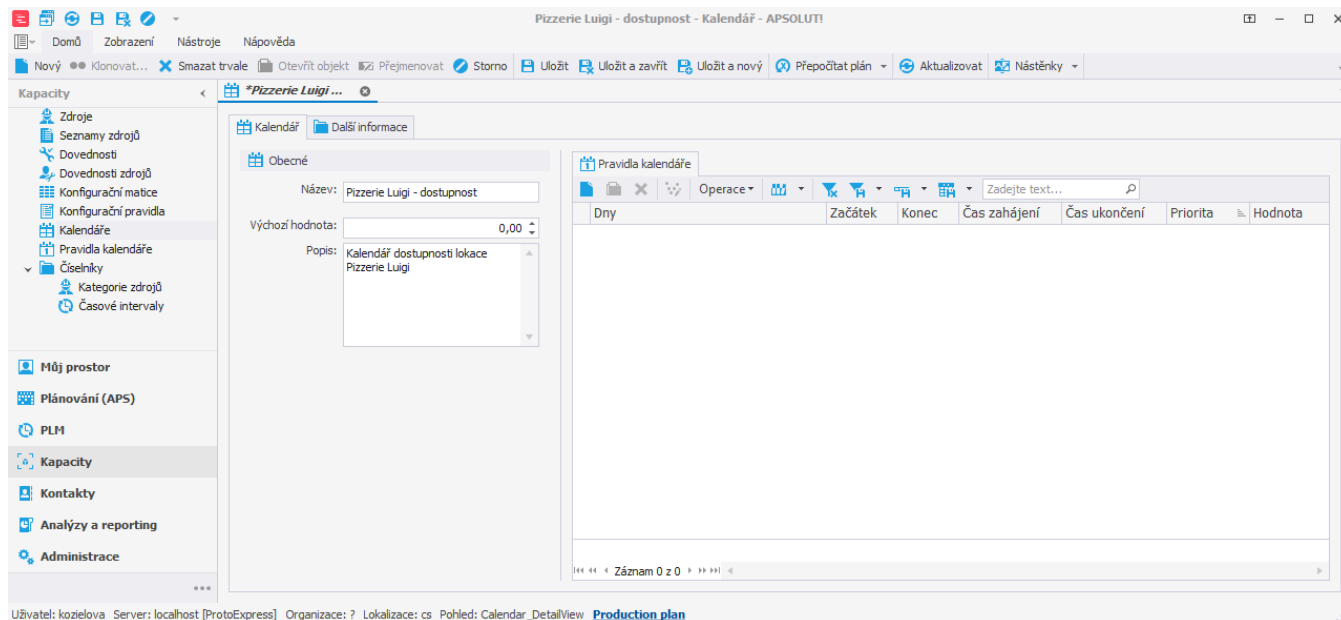 Pizzerie Luigi - dostupnost - Kalendář - APSOLUT!
Domů Zobrazení Nástroje Nápověda
Nový Klonovat... Smazat trvale Otevřít objekt Přejmenovat Storno Uložit Uložit a zavřít Uložit a nový Přepočítat plán Aktualizovat Nástěnky
Kapacity
*Pizzerie Luigi ...
Zdroje
Seznamy zdrojů
Dovednosti
Dovednosti zdrojů
Konfigurační matice
Konfigurační pravidla
Kalendáře
Pravidla kalendáře
Číselníky
Kategorie zdrojů
Časové intervaly
Můj prostor
Plánování (APS)
PLM
Kapacity
Kontakty
Analýzy a reporting
Administrace
Kalendář Další informace
Obecné
Název: Pizzerie Luigi - dostupnost
Výchozí hodnota: 0,00
Popis: Kalendář dostupnosti lokace
Pizzerie Luigi
Pravidla kalendáře
Operace Zadejte text...
Dny Začátek Konec Čas zahájení Čas ukončení Priorita Hodnota
Záznam 0 z 0
Uživatel: kozielova Server: localhost [ProtoExpress] Organizace: ? Lokalizace: cs Pohled: Calendar_DetailView Production plan